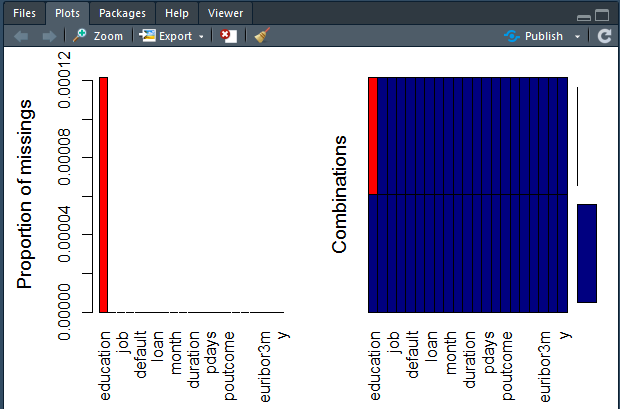 Files Plots Packages Help Viewer
Zoom Export Publish
Proportion of missings
0.00012
0.00008
0.00004
0.00000
education
job
default
loan
month
duration
pdays
poutcome
euribor3m
y
Combinations
education
job
default
loan
month
duration
pdays
poutcome
euribor3m
y